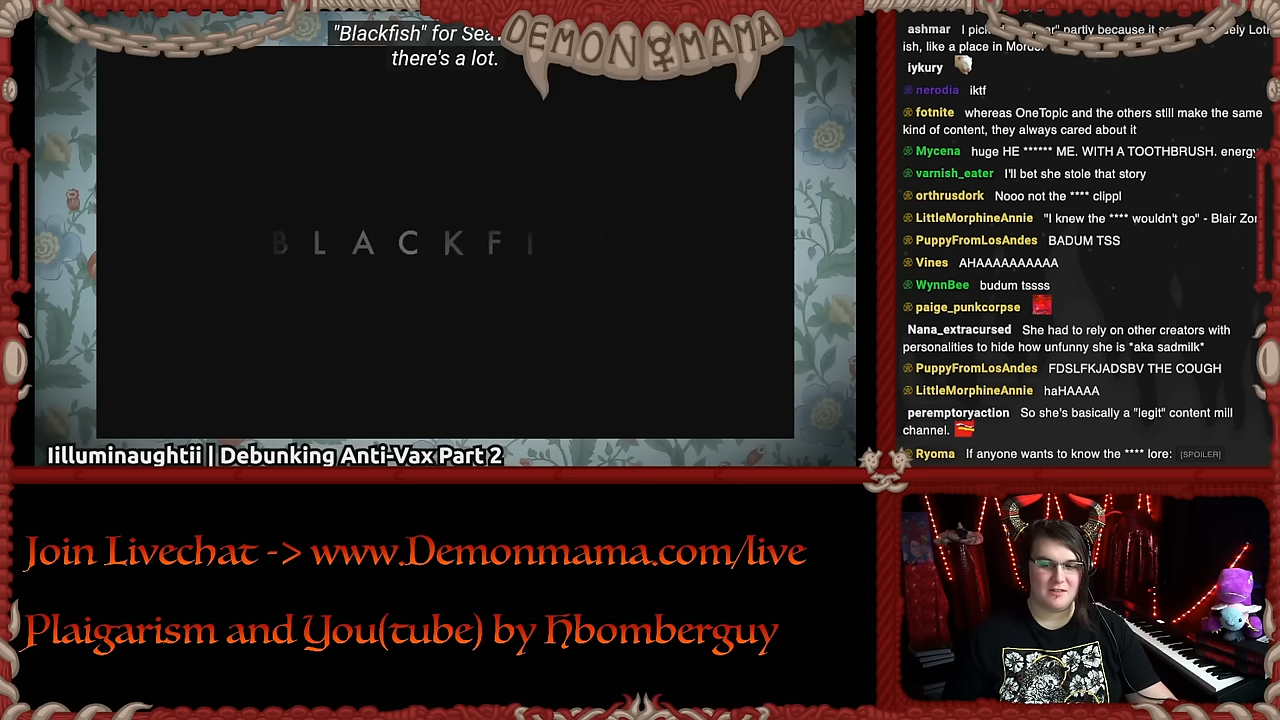 "Blackfish" for Sea
there's a lot.
DEMON MAMA
BLACKFI
Iilluminaughtii | Debunking Anti-Vax Part 2
Join Livechat -> www.Demonmama.com/live
Plaigarism and You(tube) by Hbomberguy
ashmar I partly because it
ish, like a place in Mordor
iykury
nerodia iktf
fotnite whereas OneTopic and the others still make the same
kind of content, they always cared about it
Mycena huge HE ****** ME. WITH A TOOTHBRUSH. energy
varnish_eater I'll bet she stole that story
orthrusdork Nooo not the **** clippl
LittleMorphineAnnie "I knew the **** wouldn't go" - Blair Zor
PuppyFromLosAndes BADUM TSS
Vines AHAAAAAAAAAA
WynnBee budum tssss
paige_punkcorpse
Nana_extracursed She had to rely on other creators with
personalities to hide how unfunny she is *aka sadmilk*
PuppyFromLosAndes FDSLFKJADSBV THE COUGH
LittleMorphineAnnie haHAAAA
peremptoryaction So she's basically a "legit" content mill
channel.
Ryoma If anyone wants to know the **** lore: [SPOILER]